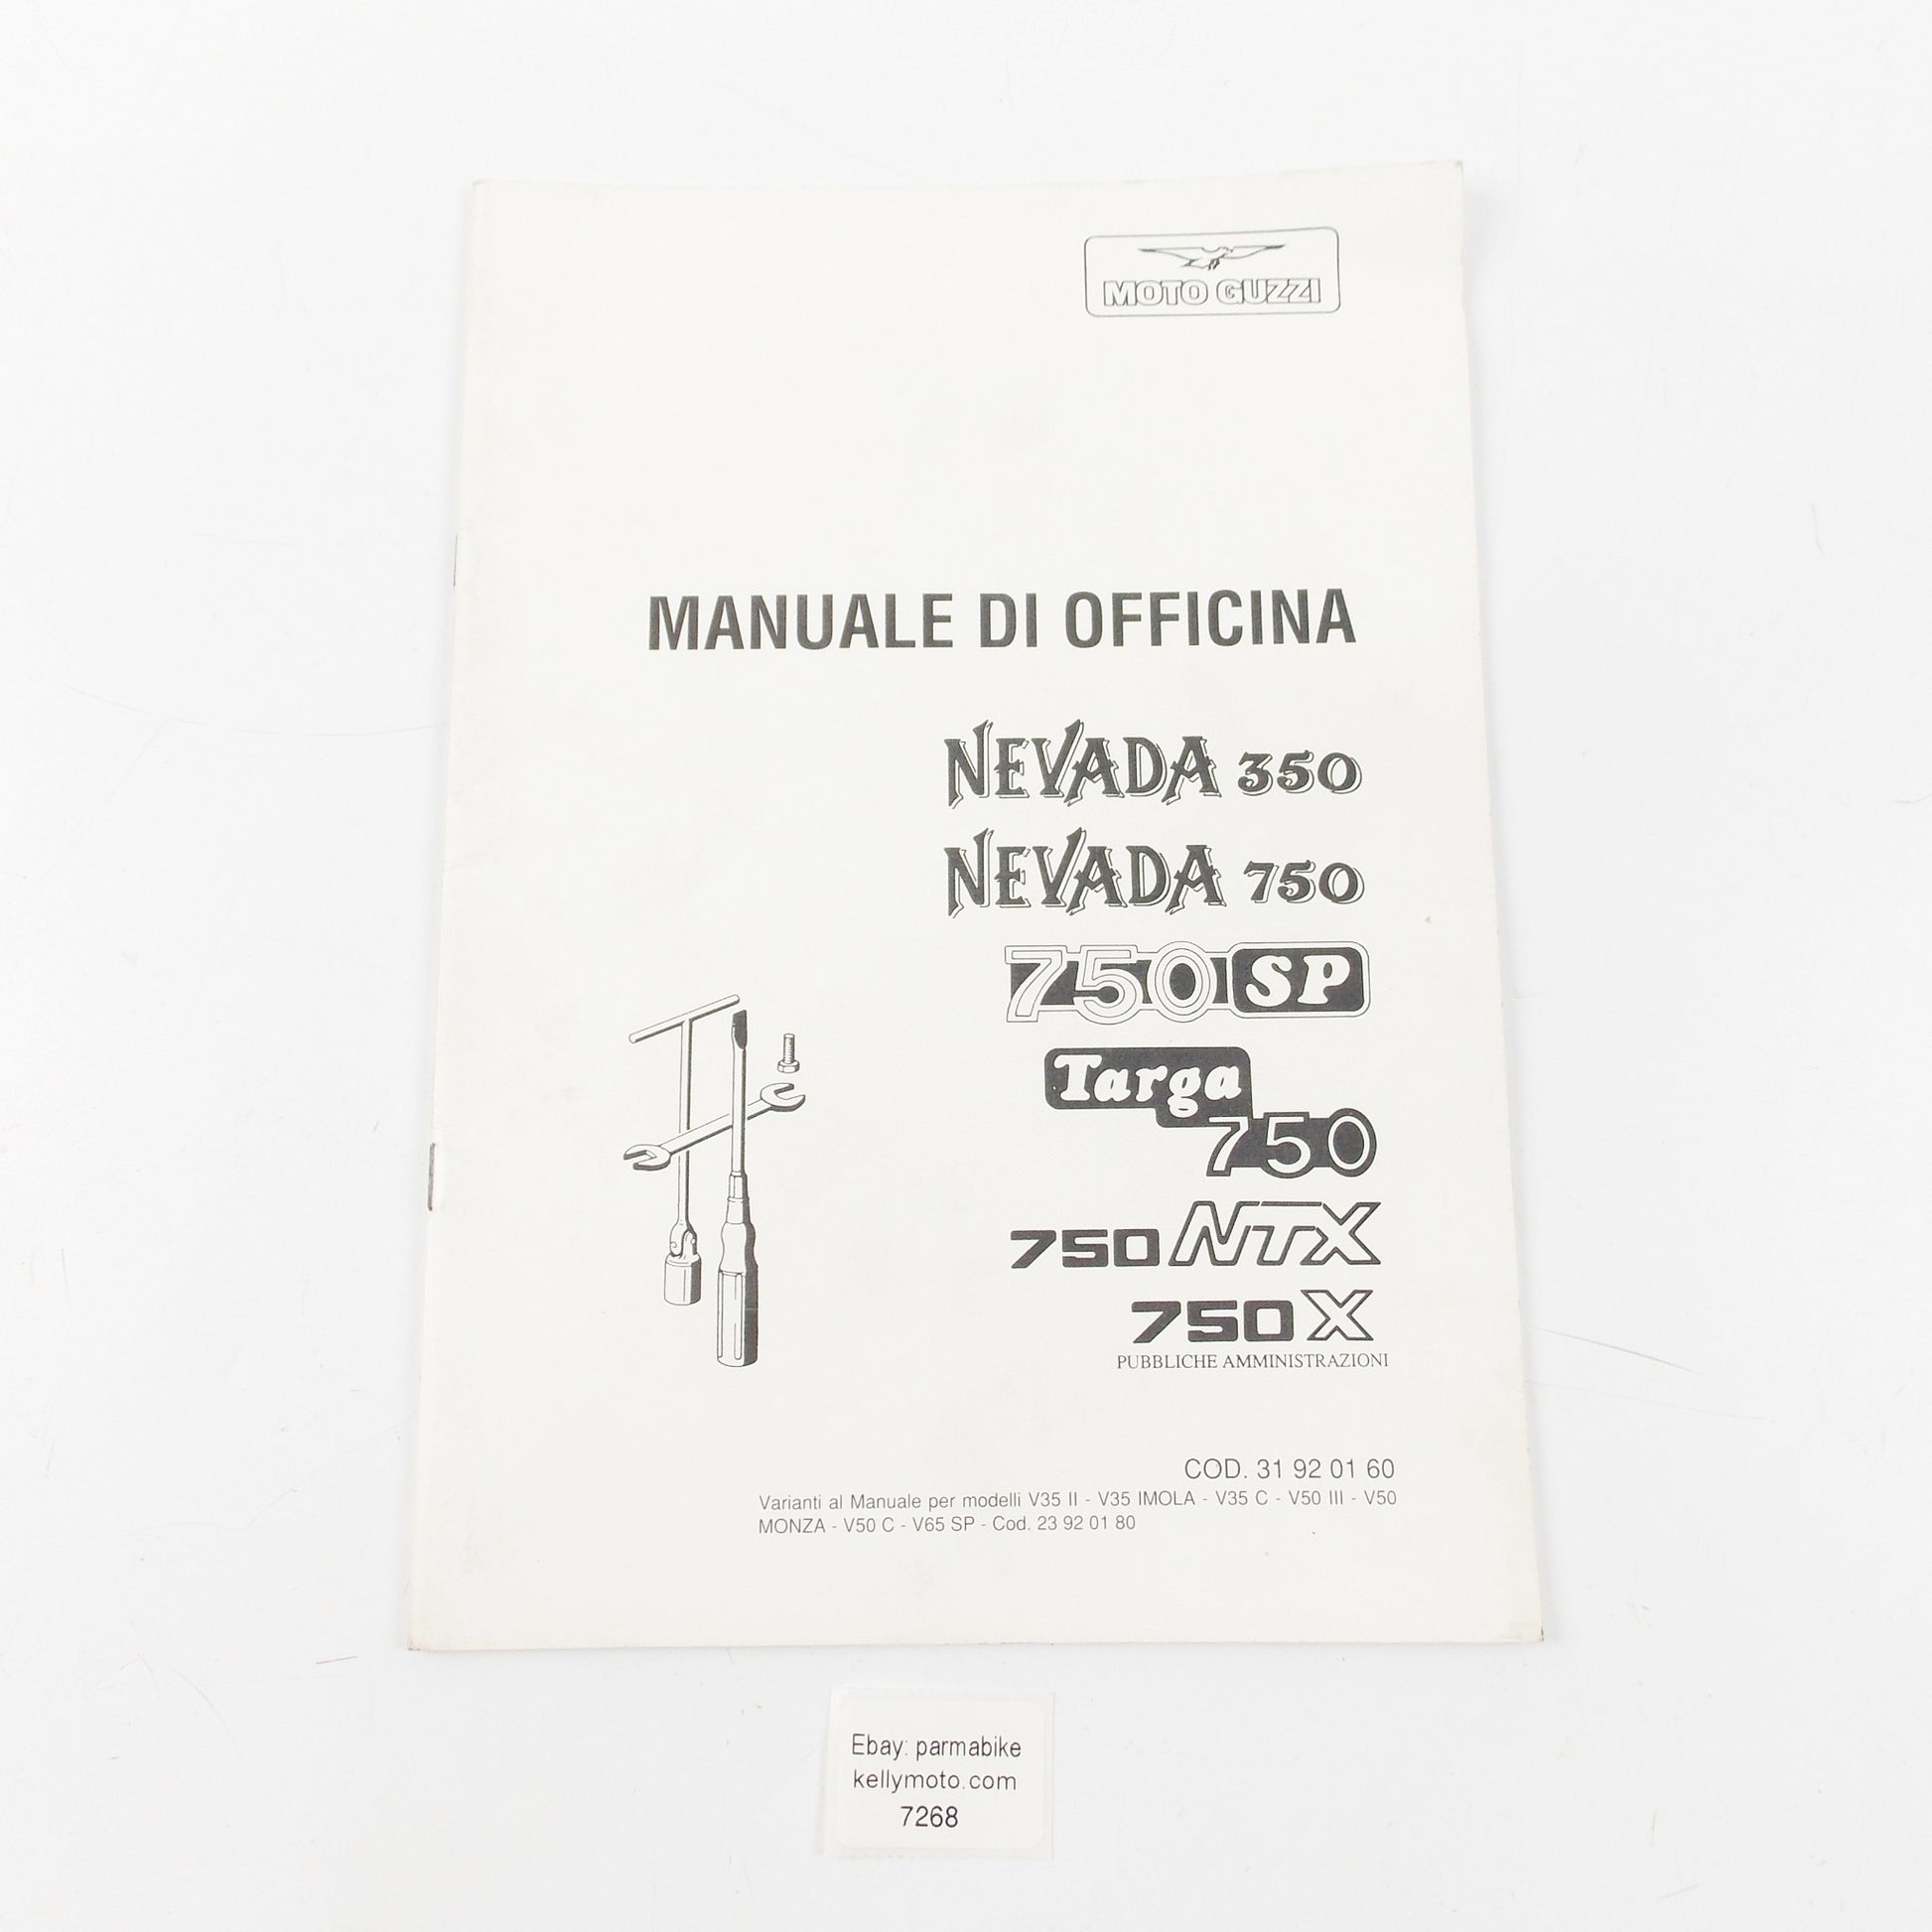 MOTO GUZZI
MANUALE DI OFFICINA
NEVADA 350
NEVADA 750
750 SP
Targa
750
750 NTX
750 X
PUBBLICHE AMMINISTRAZIONI
COD. 31 92 01 60
Varianti al Manuale per modelli V35 II - V35 IMOLA - V35 C - V50 III - V50
MONZA - V50 C - V65 SP - Cod. 23 92 01 80
Ebay: parmabike
kellymoto.com
7268